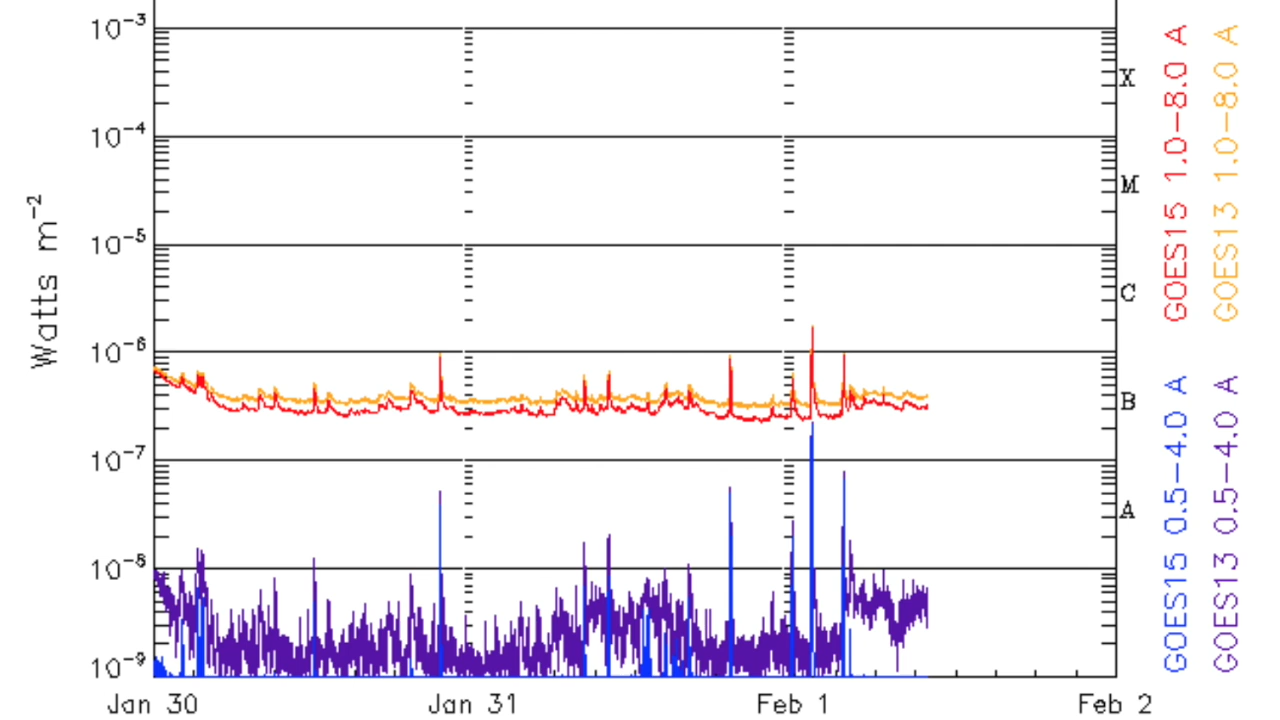 10⁻³
10⁻⁴
10⁻⁵
10⁻⁶
10⁻⁷
10⁻⁸
10⁻⁹
Watts m⁻²
X
M
C
B
A
Jan 30
Jan 31
Feb 1
Feb 2
GOES15 1.0−8.0 A
GOES13 1.0−8.0 A
GOES15 0.5−4.0 A
GOES13 0.5−4.0 A